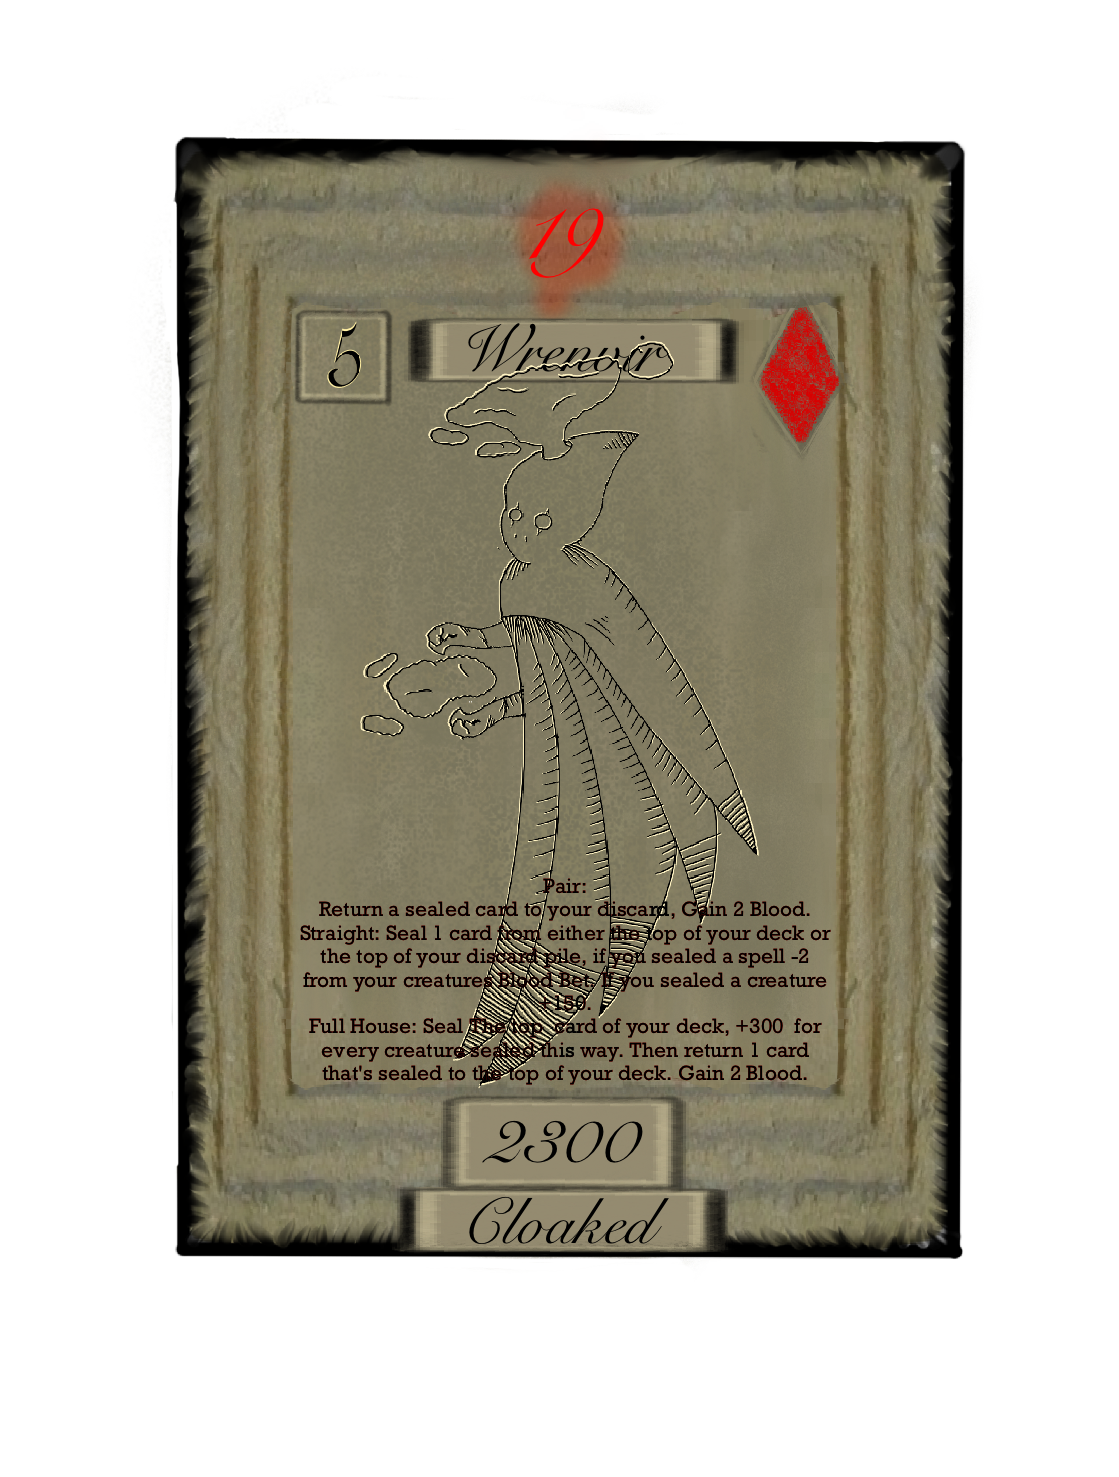 19
5
Wrenvir
Pair:
Return a sealed card to your discard, Gain 2 Blood.
Straight: Seal 1 card from either the top of your deck or
the top of your discard pile, if you sealed a spell -2
from your creatures Blood Bet. If you sealed a creature
+150.
Full House: Seal The top card of your deck, +300 for
every creature sealed this way. Then return 1 card
that's sealed to the top of your deck. Gain 2 Blood.
2300
Cloaked